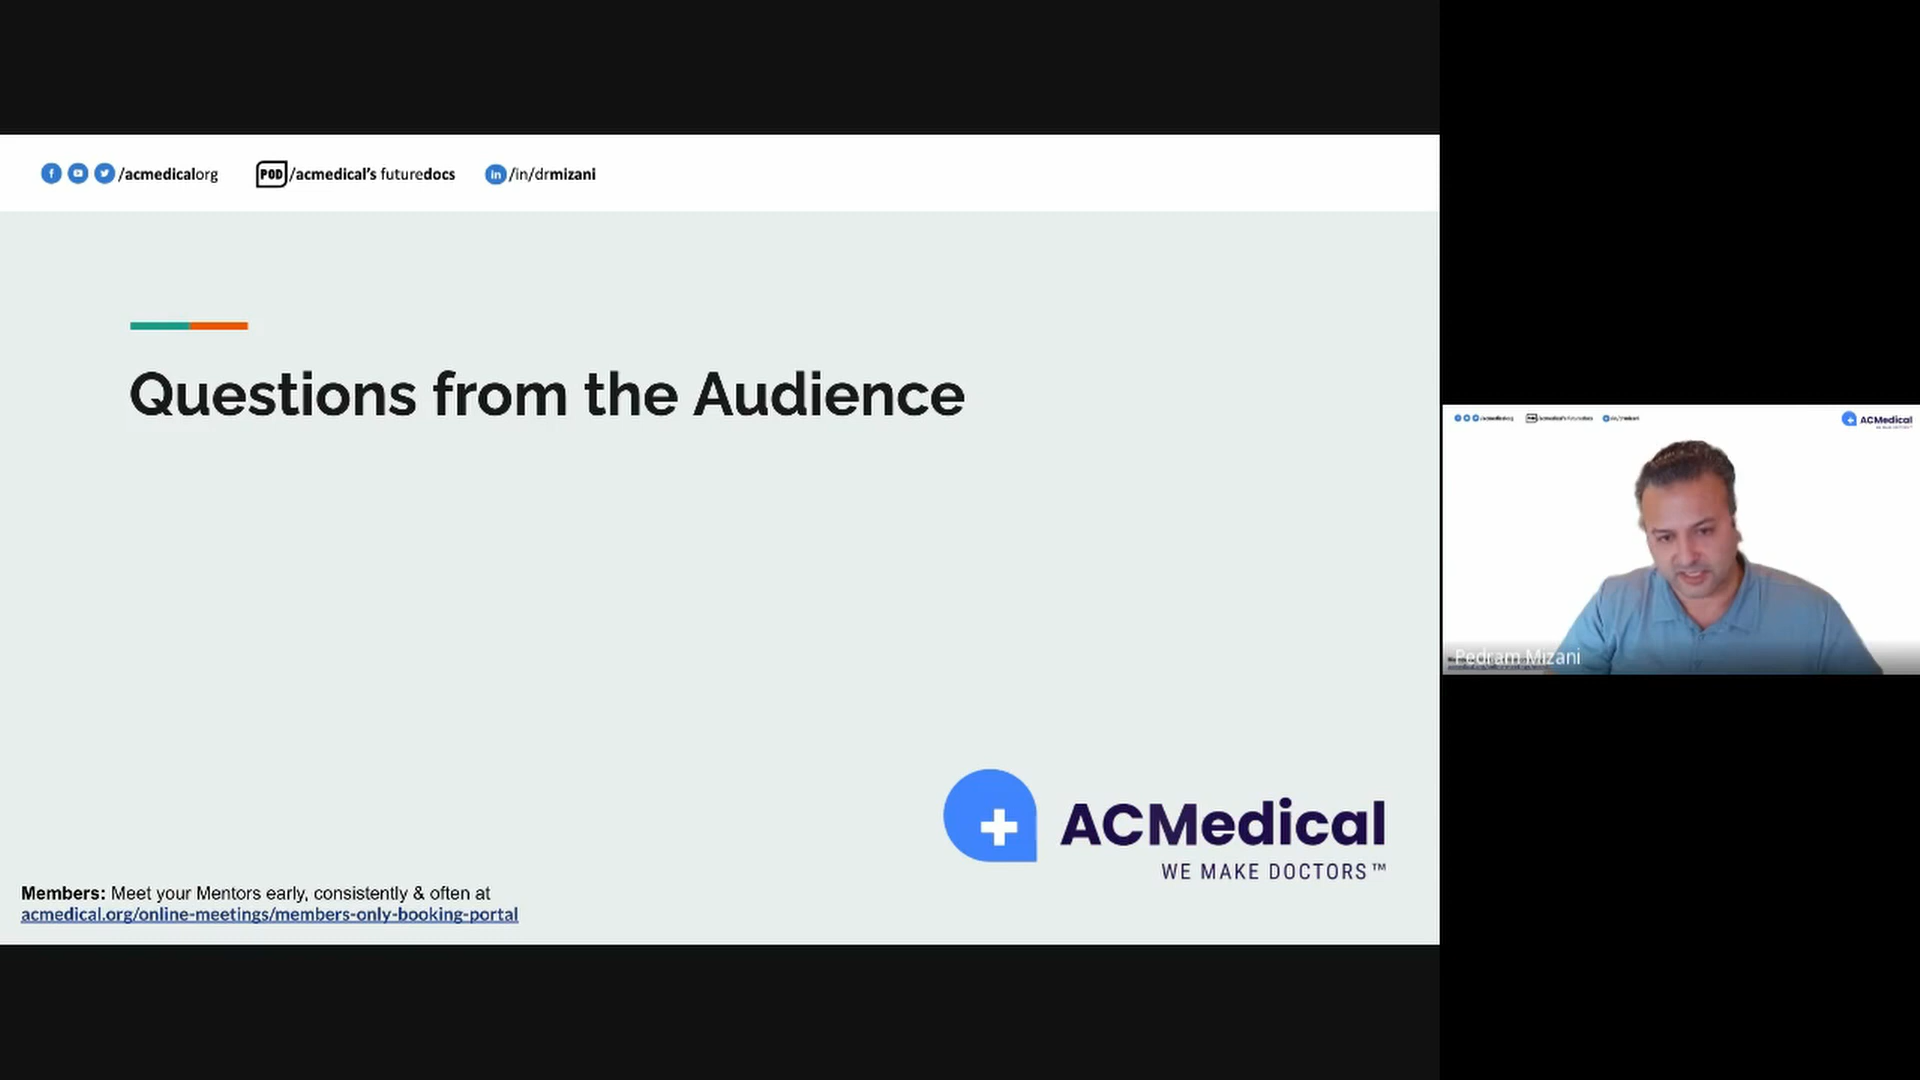 /acmedicalorg
POD /acmedical's futuredocs
in /in/drmizani
Questions from the Audience
ACMedical
WE MAKE DOCTORS™
Members: Meet your Mentors early, consistently & often at
acmedical.org/online-meetings/members-only-booking-portal
ACMedical
Pedram Mizani